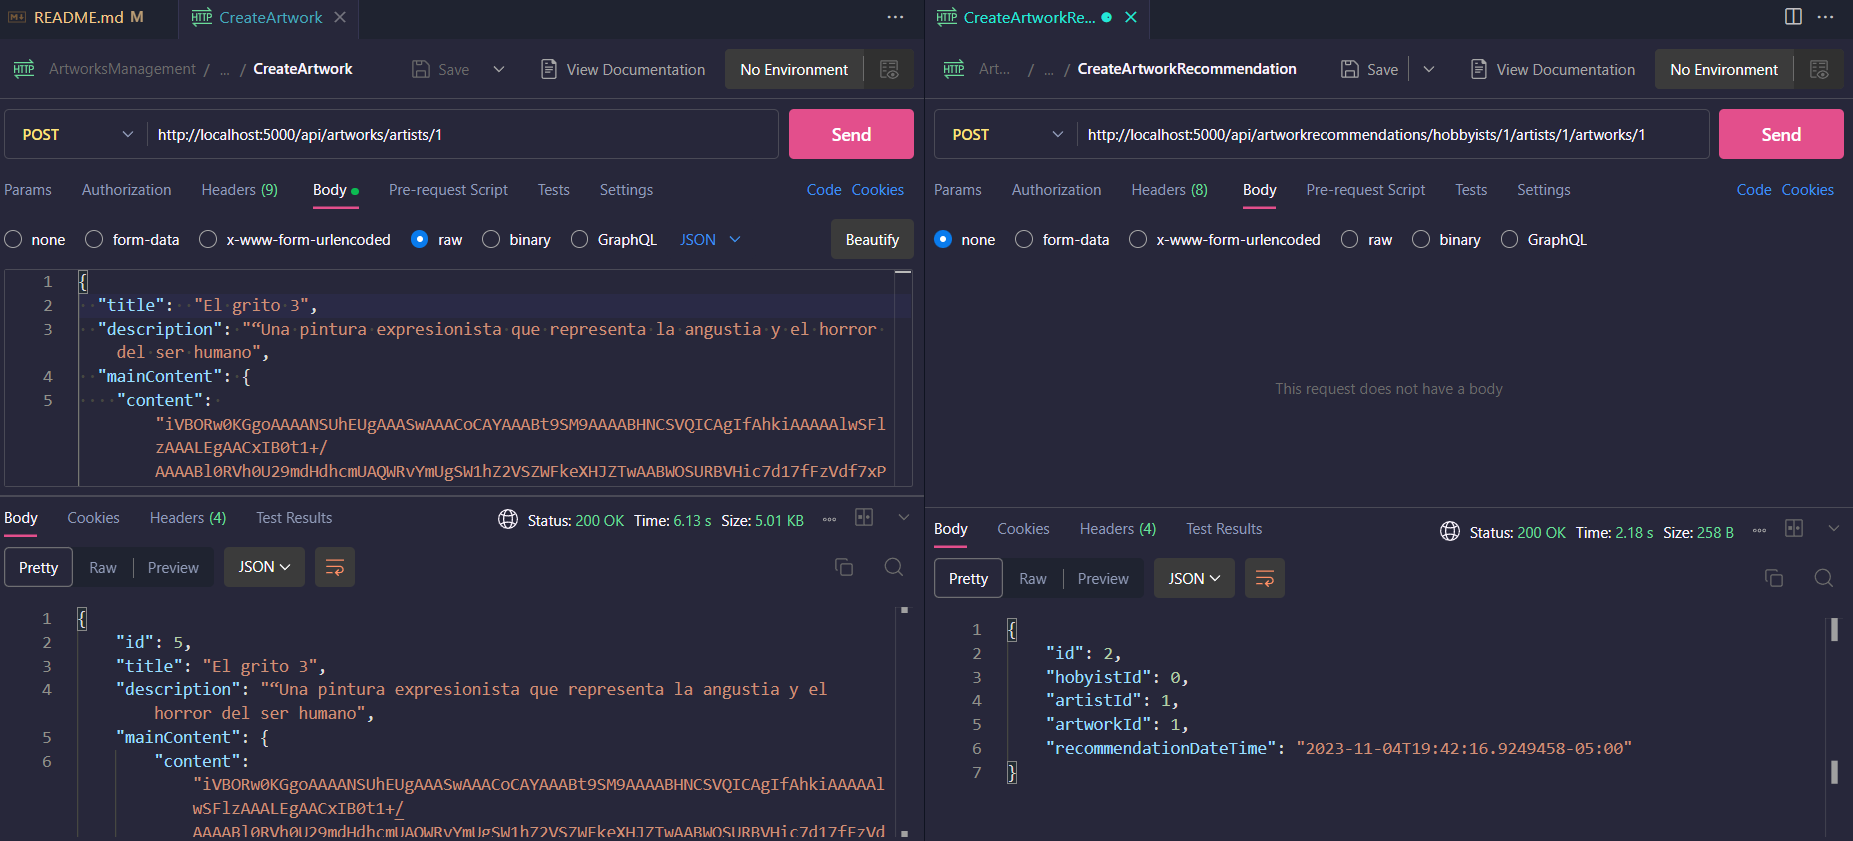 README.md M
CreateArtwork
ArtworksManagement / ... / CreateArtwork
Save
View Documentation
No Environment
POST
http://localhost:5000/api/artworks/artists/1
Send
Params Authorization Headers (9) Body Pre-request Script Tests Settings Code Cookies
none form-data x-www-form-urlencoded raw binary GraphQL JSON Beautify
1 {
2 "title": "El grito 3",
3 "description": "“Una pintura expresionista que representa la angustia y el horror
del ser humano",
4 "mainContent": {
5 "content":
"iVBORw0KGgoAAAANSUhEUgAAASwAAACoCAYAAABt9SM9AAAABHNCSVQICAgIfAhkiAAAAAlwSFl
zAAALEgAACxIB0t1+/
AAAABl0RVh0U29mdHdhcmUAQWRvYmUgSW1hZ2VSZWFkeXHJZTwAABWOSURBVHic7d17fFzVdf7xP
Body Cookies Headers (4) Test Results
Status: 200 OK Time: 6.13 s Size: 5.01 KB
Pretty Raw Preview JSON
1 {
2 "id": 5,
3 "title": "El grito 3",
4 "description": "“Una pintura expresionista que representa la angustia y el
horror del ser humano",
5 "mainContent": {
6 "content":
"iVBORw0KGgoAAAANSUhEUgAAASwAAACoCAYAAABt9SM9AAAABHNCSVQICAgIfAhkiAAAAAl
wSFlzAAALEgAACxIB0t1+/
AAAABl0RVh0U29mdHdhcmUAQWRvYmUgSW1hZ2VSZWFkeXHJZTwAABWOSURBVHic7d17fFzVd
HTTP CreateArtworkRe...
HTTP Art... / ... / CreateArtworkRecommendation
Save
View Documentation
No Environment
POST
http://localhost:5000/api/artworkrecommendations/hobbyists/1/artists/1/artworks/1
Send
Params Authorization Headers (8) Body Pre-request Script Tests Settings Code Cookies
none form-data x-www-form-urlencoded raw binary GraphQL
This request does not have a body
Body Cookies Headers (4) Test Results
Status: 200 OK Time: 2.18 s Size: 258 B
Pretty Raw Preview JSON
1 {
2 "id": 2,
3 "hobyistId": 0,
4 "artistId": 1,
5 "artworkId": 1,
6 "recommendationDateTime": "2023-11-04T19:42:16.9249458-05:00"
7 }